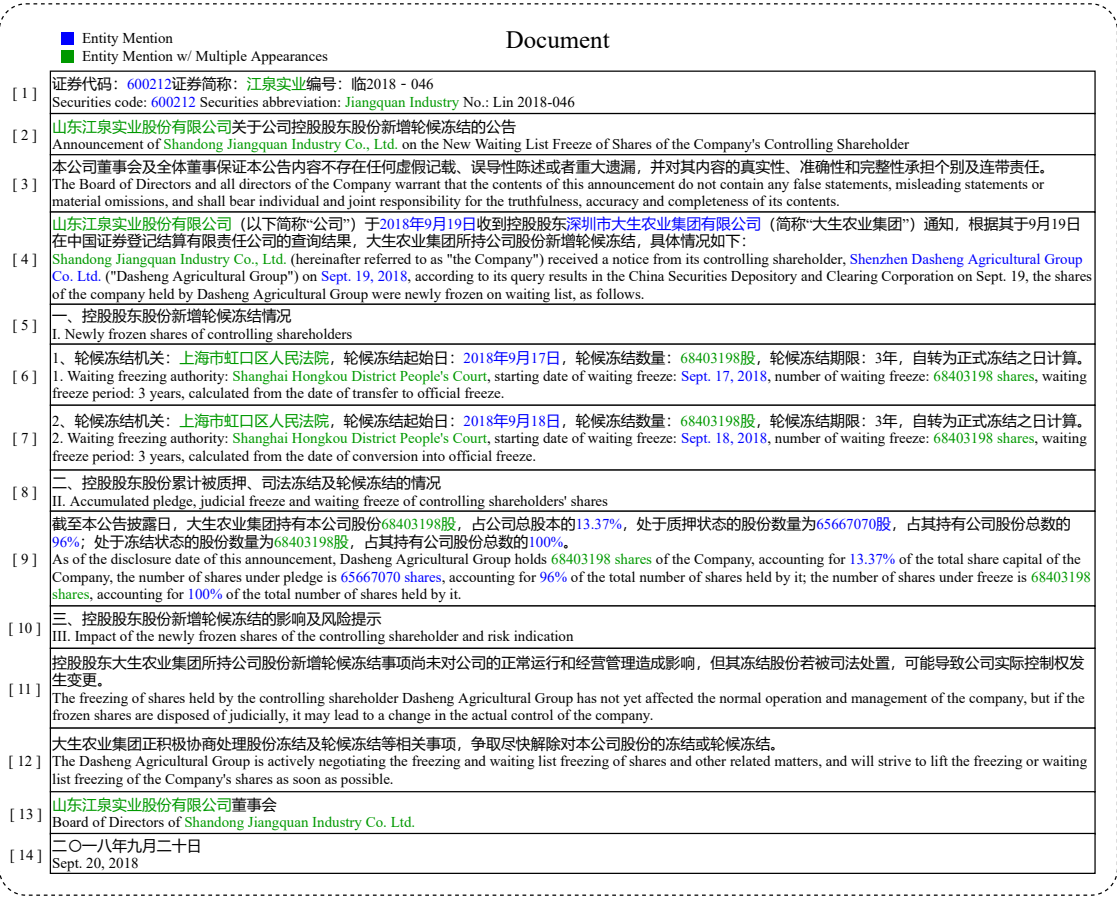 Document
Entity Mention
Entity Mention w/ Multiple Appearances
[ 1 ]
证券代码：600212证券简称：江泉实业编号：临2018－046
Securities code: 600212 Securities abbreviation: Jiangquan Industry No.: Lin 2018-046
[ 2 ]
山东江泉实业股份有限公司关于公司控股股东股份新增轮候冻结的公告
Announcement of Shandong Jiangquan Industry Co., Ltd. on the New Waiting List Freeze of Shares of the Company's Controlling Shareholder
[ 3 ]
本公司董事会及全体董事保证本公告内容不存在任何虚假记载、误导性陈述或者重大遗漏，并对其内容的真实性、准确性和完整性承担个别及连带责任。
The Board of Directors and all directors of the Company warrant that the contents of this announcement do not contain any false statements, misleading statements or
material omissions, and shall bear individual and joint responsibility for the truthfulness, accuracy and completeness of its contents.
[ 4 ]
山东江泉实业股份有限公司（以下简称“公司”）于2018年9月19日收到控股股东深圳市大生农业集团有限公司（简称“大生农业集团”）通知，根据其于9月19日
在中国证券登记结算有限责任公司的查询结果，大生农业集团所持公司股份新增轮候冻结，具体情况如下：
Shandong Jiangquan Industry Co., Ltd. (hereinafter referred to as "the Company") received a notice from its controlling shareholder, Shenzhen Dasheng Agricultural Group
Co. Ltd. ("Dasheng Agricultural Group") on Sept. 19, 2018, according to its query results in the China Securities Depository and Clearing Corporation on Sept. 19, the shares
of the company held by Dasheng Agricultural Group were newly frozen on waiting list, as follows.
[ 5 ]
一、控股股东股份新增轮候冻结情况
I. Newly frozen shares of controlling shareholders
[ 6 ]
1、轮候冻结机关：上海市虹口区人民法院，轮候冻结起始日：2018年9月17日，轮候冻结数量：68403198股，轮候冻结期限：3年，自转为正式冻结之日计算。
1. Waiting freezing authority: Shanghai Hongkou District People's Court, starting date of waiting freeze: Sept. 17, 2018, number of waiting freeze: 68403198 shares, waiting
freeze period: 3 years, calculated from the date of transfer to official freeze.
[ 7 ]
2、轮候冻结机关：上海市虹口区人民法院，轮候冻结起始日：2018年9月18日，轮候冻结数量：68403198股，轮候冻结期限：3年，自转为正式冻结之日计算。
2. Waiting freezing authority: Shanghai Hongkou District People's Court, starting date of waiting freeze: Sept. 18, 2018, number of waiting freeze: 68403198 shares, waiting
freeze period: 3 years, calculated from the date of conversion into official freeze.
[ 8 ]
二、控股股东股份累计被质押、司法冻结及轮候冻结的情况
II. Accumulated pledge, judicial freeze and waiting freeze of controlling shareholders' shares
[ 9 ]
截至本公告披露日，大生农业集团持有本公司股份68403198股，占公司总股本的13.37%，处于质押状态的股份数量为65667070股，占其持有公司股份总数的
96%；处于冻结状态的股份数量为68403198股，占其持有公司股份总数的100%。
As of the disclosure date of this announcement, Dasheng Agricultural Group holds 68403198 shares of the Company, accounting for 13.37% of the total share capital of the
Company, the number of shares under pledge is 65667070 shares, accounting for 96% of the total number of shares held by it; the number of shares under freeze is 68403198
shares, accounting for 100% of the total number of shares held by it.
[ 10 ]
三、控股股东股份新增轮候冻结的影响及风险提示
III. Impact of the newly frozen shares of the controlling shareholder and risk indication
[ 11 ]
控股股东大生农业集团所持公司股份新增轮候冻结事项尚未对公司的正常运行和经营管理造成影响，但其冻结股份若被司法处置，可能导致公司实际控制权发
生变更。
The freezing of shares held by the controlling shareholder Dasheng Agricultural Group has not yet affected the normal operation and management of the company, but if the
frozen shares are disposed of judicially, it may lead to a change in the actual control of the company.
[ 12 ]
大生农业集团正积极协商处理股份冻结及轮候冻结等相关事项，争取尽快解除对本公司股份的冻结或轮候冻结。
The Dasheng Agricultural Group is actively negotiating the freezing and waiting list freezing of shares and other related matters, and will strive to lift the freezing or waiting
list freezing of the Company's shares as soon as possible.
[ 13 ]
山东江泉实业股份有限公司董事会
Board of Directors of Shandong Jiangquan Industry Co. Ltd.
[ 14 ]
二〇一八年九月二十日
Sept. 20, 2018